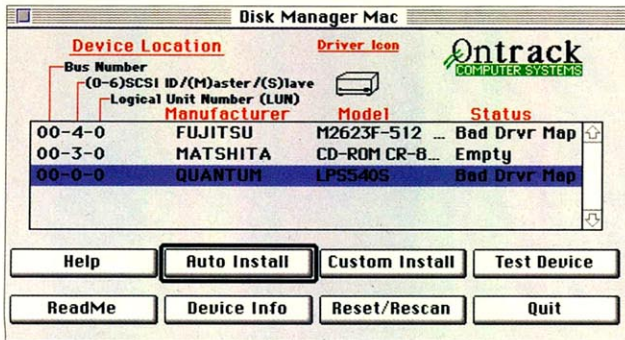 Disk Manager Mac
Device Location
Driver Icon
Ontrack
COMPUTER SYSTEMS
Bus Number
(0-6)SCSI ID/(M)aster/(S)lave
Logical Unit Number (LUN)
Manufacturer Model Status
00-4-0 FUJITSU M2623F-512 ... Bad Drvr Map
00-3-0 MATSHITA CD-ROM CR-8... Empty
00-0-0 QUANTUM LPS540S Bad Drvr Map
Help Auto Install Custom Install Test Device
ReadMe Device Info Reset/Rescan Quit